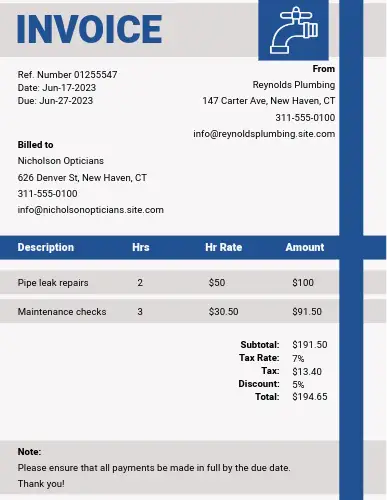 INVOICE
Ref. Number 01255547
Date: Jun-17-2023
Due: Jun-27-2023
From
Reynolds Plumbing
147 Carter Ave, New Haven, CT
311-555-0100
info@reynoldsplumbing.site.com
Billed to
Nicholson Opticians
626 Denver St, New Haven, CT
311-555-0100
info@nicholsonopticians.site.com
Description Hrs Hr Rate Amount
Pipe leak repairs 2 $50 $100
Maintenance checks 3 $30.50 $91.50
Subtotal: $191.50
Tax Rate: 7%
Tax: $13.40
Discount: 5%
Total: $194.65
Note:
Please ensure that all payments be made in full by the due date.
Thank you!